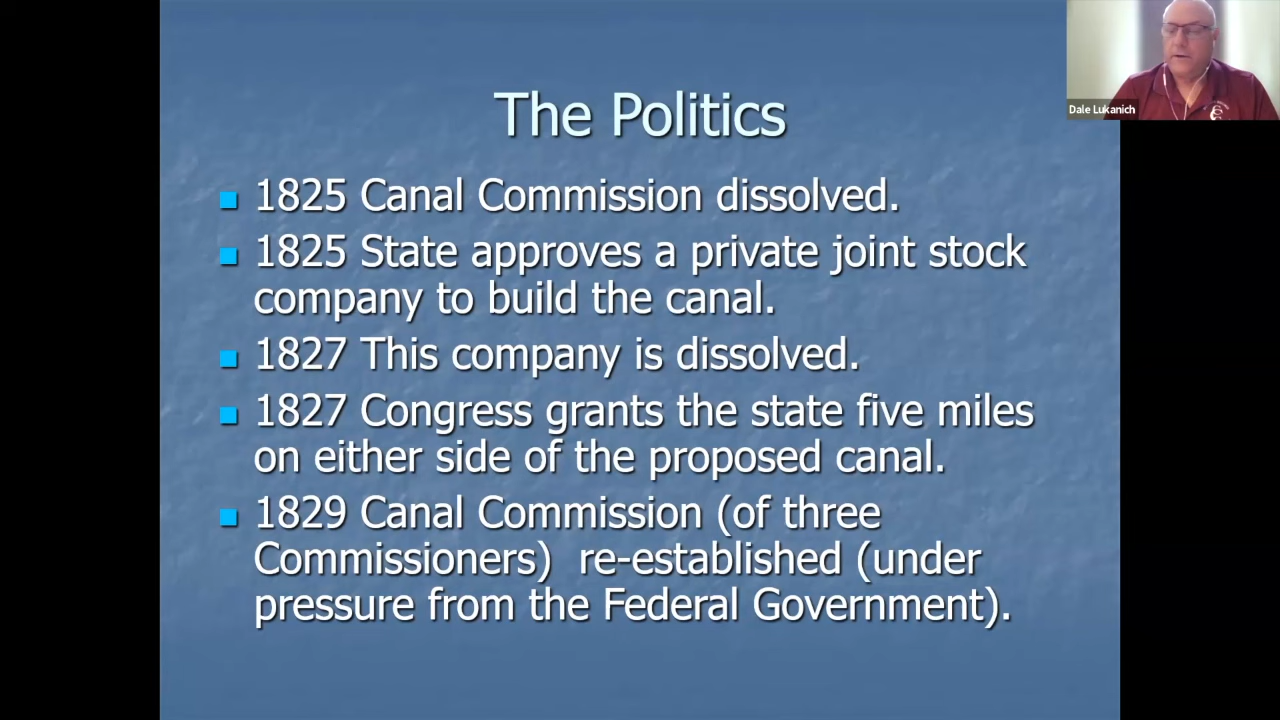 The Politics
1825 Canal Commission dissolved.
1825 State approves a private joint stock
company to build the canal.
1827 This company is dissolved.
1827 Congress grants the state five miles
on either side of the proposed canal.
1829 Canal Commission (of three
Commissioners) re-established (under
pressure from the Federal Government).
Dale Lukanich